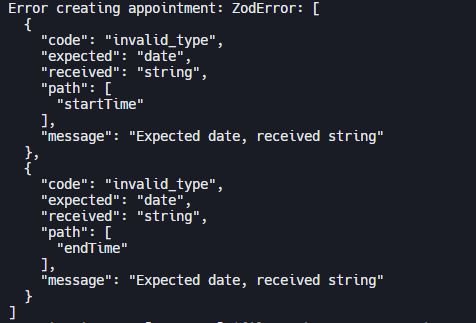 Error creating appointment: ZodError: [
  {
    "code": "invalid_type",
    "expected": "date",
    "received": "string",
    "path": [
      "startTime"
    ],
    "message": "Expected date, received string"
  },
  {
    "code": "invalid_type",
    "expected": "date",
    "received": "string",
    "path": [
      "endTime"
    ],
    "message": "Expected date, received string"
  }
]